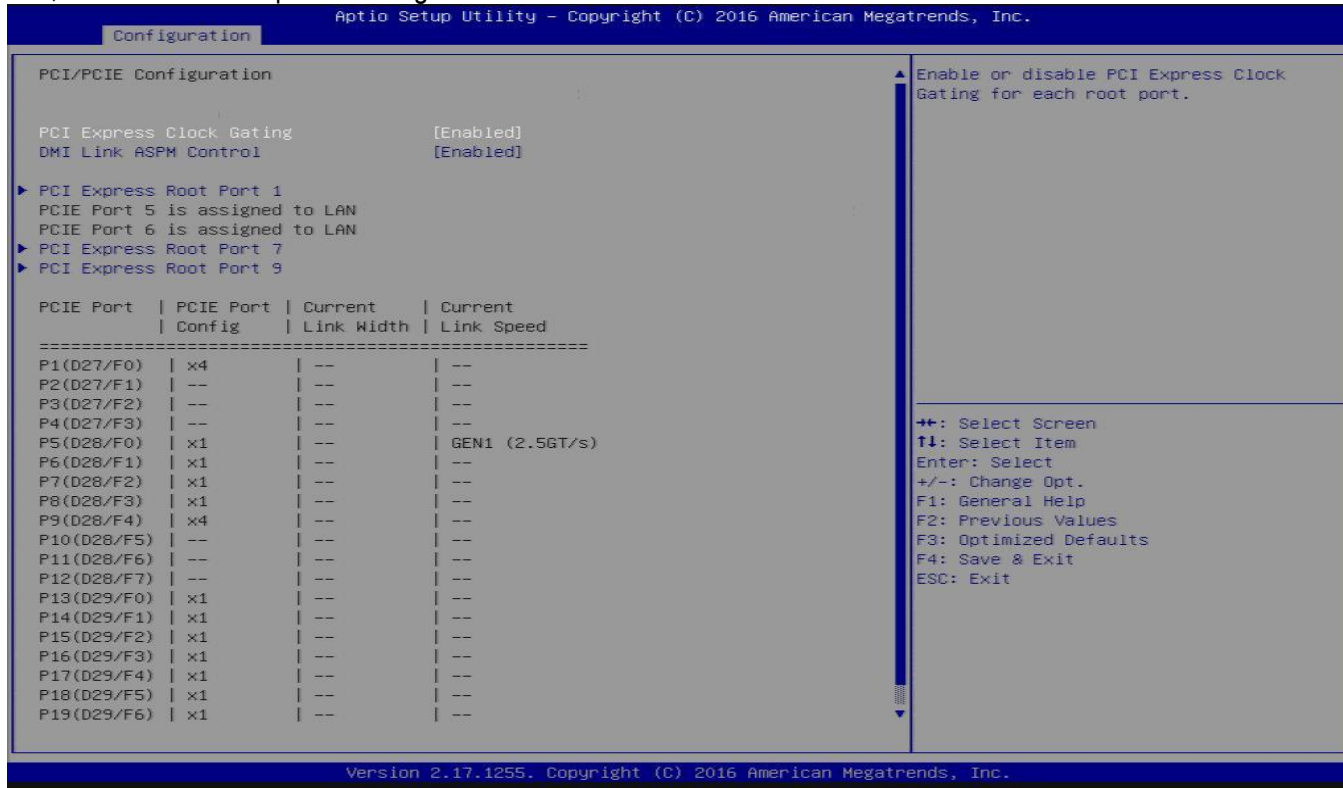 Aptio Setup Utility – Copyright (C) 2016 American Megatrends, Inc.
Configuration
PCI/PCIE Configuration
PCI Express Clock Gating [Enabled]
DMI Link ASPM Control [Enabled]
▶ PCI Express Root Port 1
PCIE Port 5 is assigned to LAN
PCIE Port 6 is assigned to LAN
▶ PCI Express Root Port 7
▶ PCI Express Root Port 9
PCIE Port | PCIE Port | Current | Current
| Config | Link Width | Link Speed
====================================================
P1(D27/F0) | x4 | -- | --
P2(D27/F1) | -- | -- | --
P3(D27/F2) | -- | -- | --
P4(D27/F3) | -- | -- | --
P5(D28/F0) | x1 | -- | GEN1 (2.5GT/s)
P6(D28/F1) | x1 | -- | --
P7(D28/F2) | x1 | -- | --
P8(D28/F3) | x1 | -- | --
P9(D28/F4) | x4 | -- | --
P10(D28/F5) | -- | -- | --
P11(D28/F6) | -- | -- | --
P12(D28/F7) | -- | -- | --
P13(D29/F0) | x1 | -- | --
P14(D29/F1) | x1 | -- | --
P15(D29/F2) | x1 | -- | --
P16(D29/F3) | x1 | -- | --
P17(D29/F4) | x1 | -- | --
P18(D29/F5) | x1 | -- | --
P19(D29/F6) | x1 | -- | --
Enable or disable PCI Express Clock
Gating for each root port.
→←: Select Screen
↑↓: Select Item
Enter: Select
+/-: Change Opt.
F1: General Help
F2: Previous Values
F3: Optimized Defaults
F4: Save & Exit
ESC: Exit
Version 2.17.1255. Copyright (C) 2016 American Megatrends, Inc.